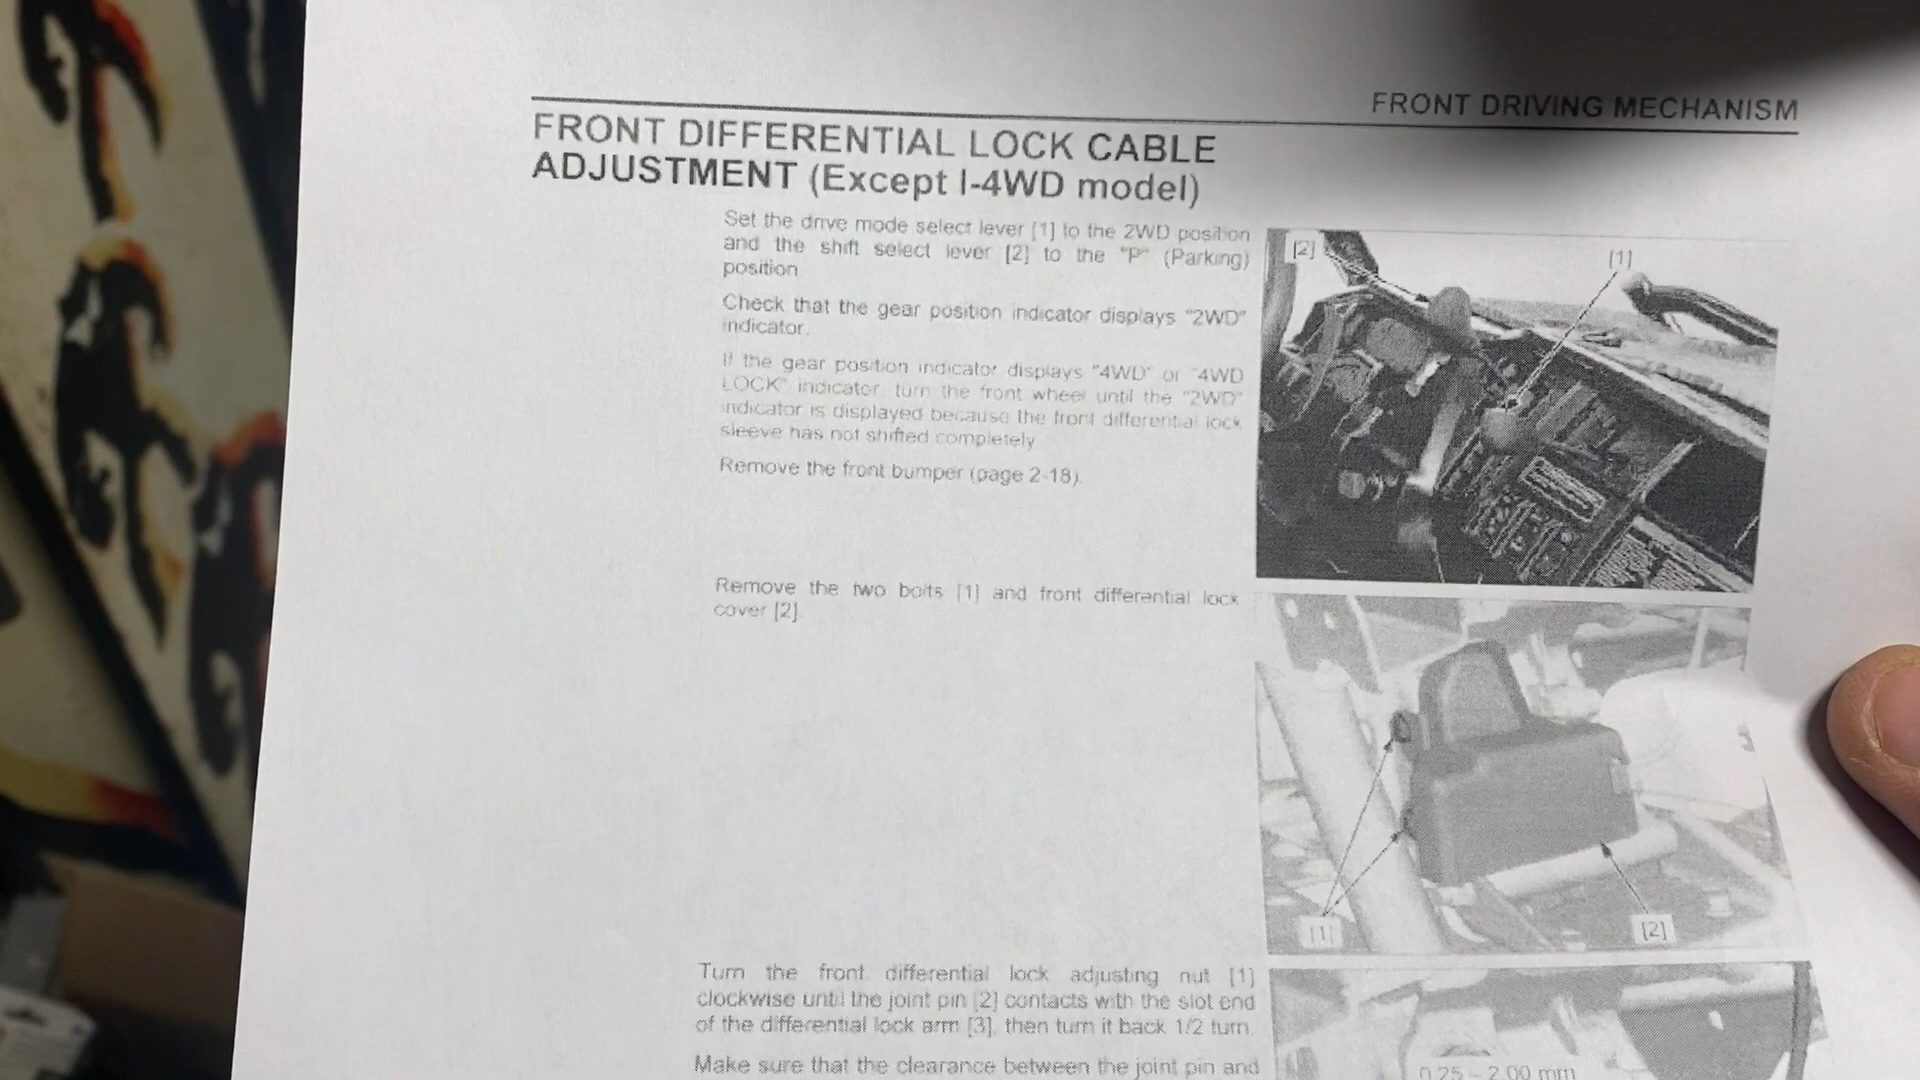 FRONT DRIVING MECHANISM
FRONT DIFFERENTIAL LOCK CABLE
ADJUSTMENT (Except I-4WD model)
Set the drive mode select lever [1] to the 2WD position
and the shift select lever [2] to the "P" (Parking)
position
Check that the gear position indicator displays "2WD"
indicator.
If the gear position indicator displays "4WD" or "4WD
LOCK" indicator, turn the front wheel until the "2WD"
indicator is displayed because the front differential lock
sleeve has not shifted completely
Remove the front bumper (page 2-18).
[2]
[1]
Remove the two bolts [1] and front differential lock
cover [2]
[1]
[2]
Turn the front differential lock adjusting nut [1]
clockwise until the joint pin [2] contacts with the slot end
of the differential lock arm [3], then turn it back 1/2 turn.
Make sure that the clearance between the joint pin and
0.25 – 2.00 mm